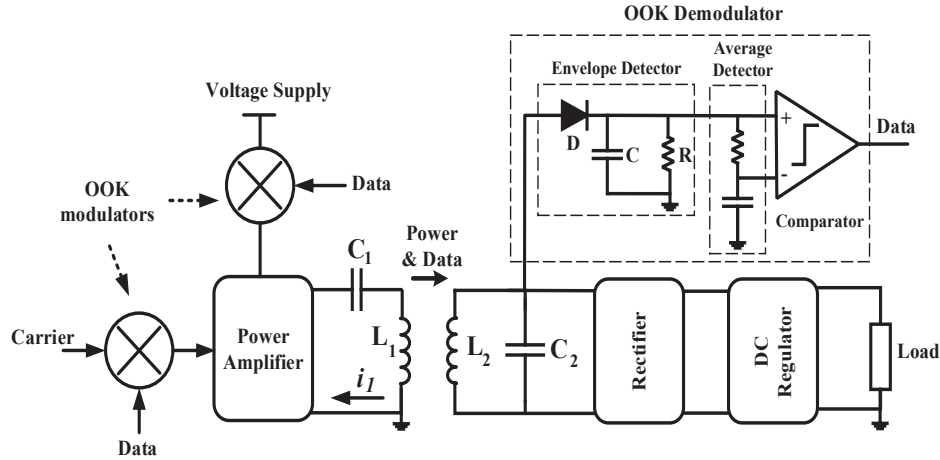 OOK Demodulator
Envelope Detector
Average
Detector
Voltage Supply
D
C
R
+
-
Data
Comparator
OOK
modulators
Data
Power
& Data
C1
L1
i1
L2
C2
Carrier
Power
Amplifier
Rectifier
DC
Regulator
Load
Data